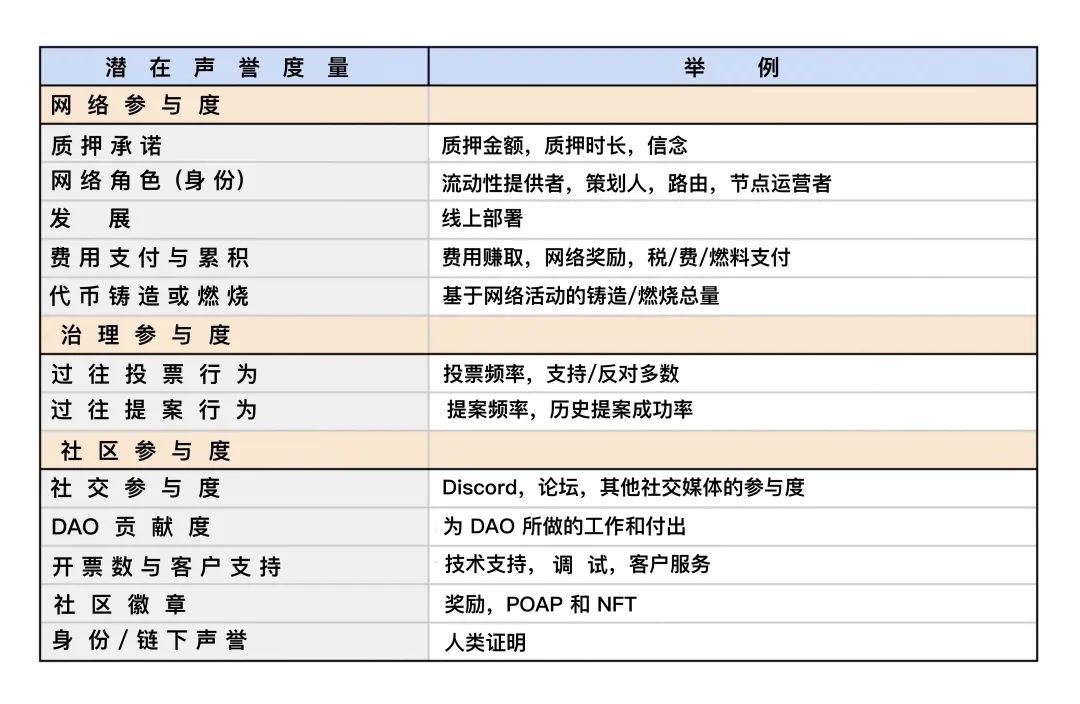 潜在声誉度量 举例
网络参与度
质押承诺 质押金额，质押时长，信念
网络角色（身份） 流动性提供者，策划人，路由，节点运营者
发展 线上部署
费用支付与累积 费用赚取，网络奖励，税/费/燃料支付
代币铸造或燃烧 基于网络活动的铸造/燃烧总量
治理参与度
过往投票行为 投票频率，支持/反对多数
过往提案行为 提案频率，历史提案成功率
社区参与度
社交参与度 Discord，论坛，其他社交媒体的参与度
DAO 贡献度 为 DAO 所做的工作和付出
开票数与客户支持 技术支持，调试，客户服务
社区徽章 奖励，POAP 和 NFT
身份/链下声誉 人类证明